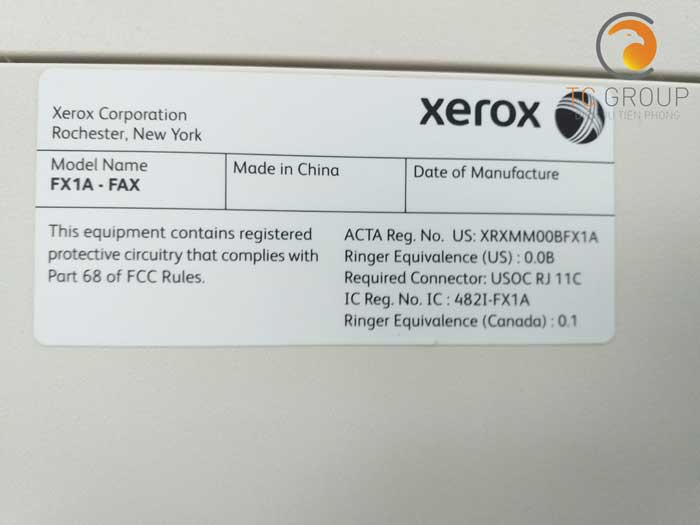 TC GROUP
Xerox Corporation
Rochester, New York
xerox
Model Name
FX1A - FAX
Made in China
Date of Manufacture
This equipment contains registered
protective circuitry that complies with
Part 68 of FCC Rules.
ACTA Reg. No. US: XRXMM00BFX1A
Ringer Equivalence (US) : 0.0B
Required Connector: USOC RJ 11C
IC Reg. No. IC : 482I-FX1A
Ringer Equivalence (Canada) : 0.1